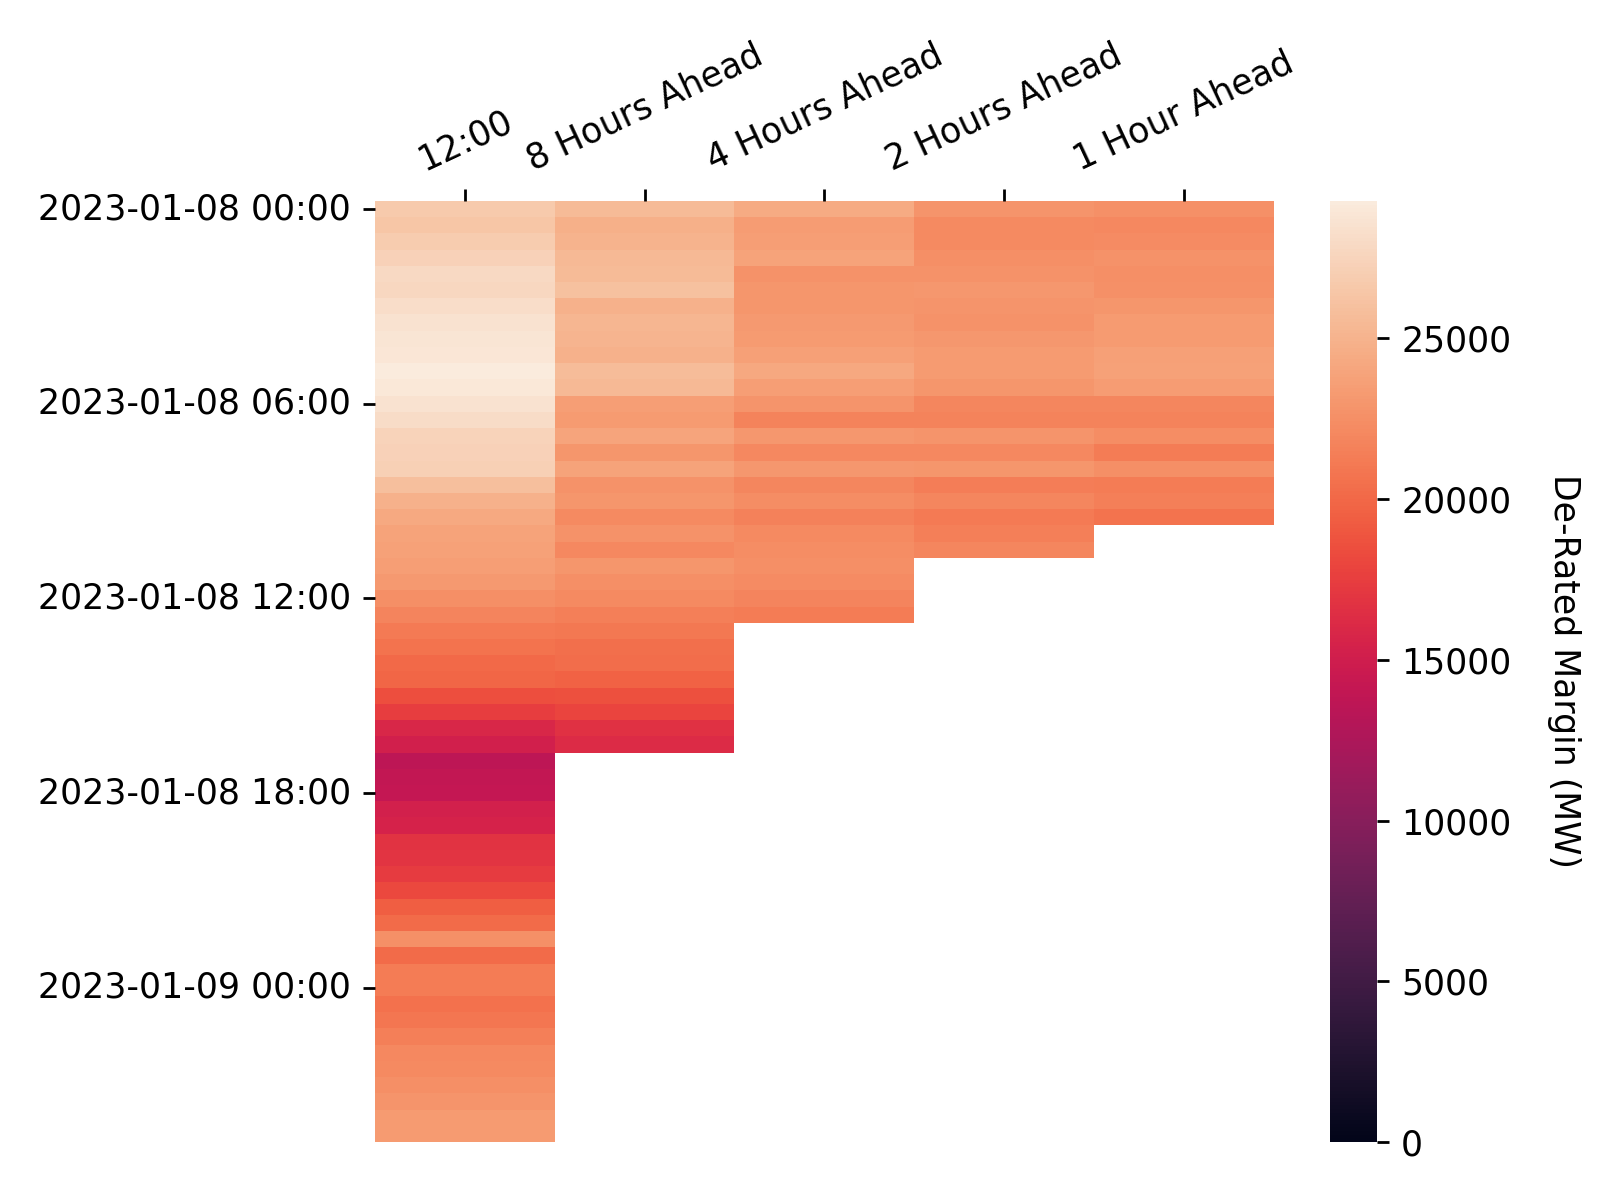 12:00
8 Hours Ahead
4 Hours Ahead
2 Hours Ahead
1 Hour Ahead
2023-01-08 00:00
2023-01-08 06:00
2023-01-08 12:00
2023-01-08 18:00
2023-01-09 00:00
25000
20000
15000
10000
5000
0
De-Rated Margin (MW)